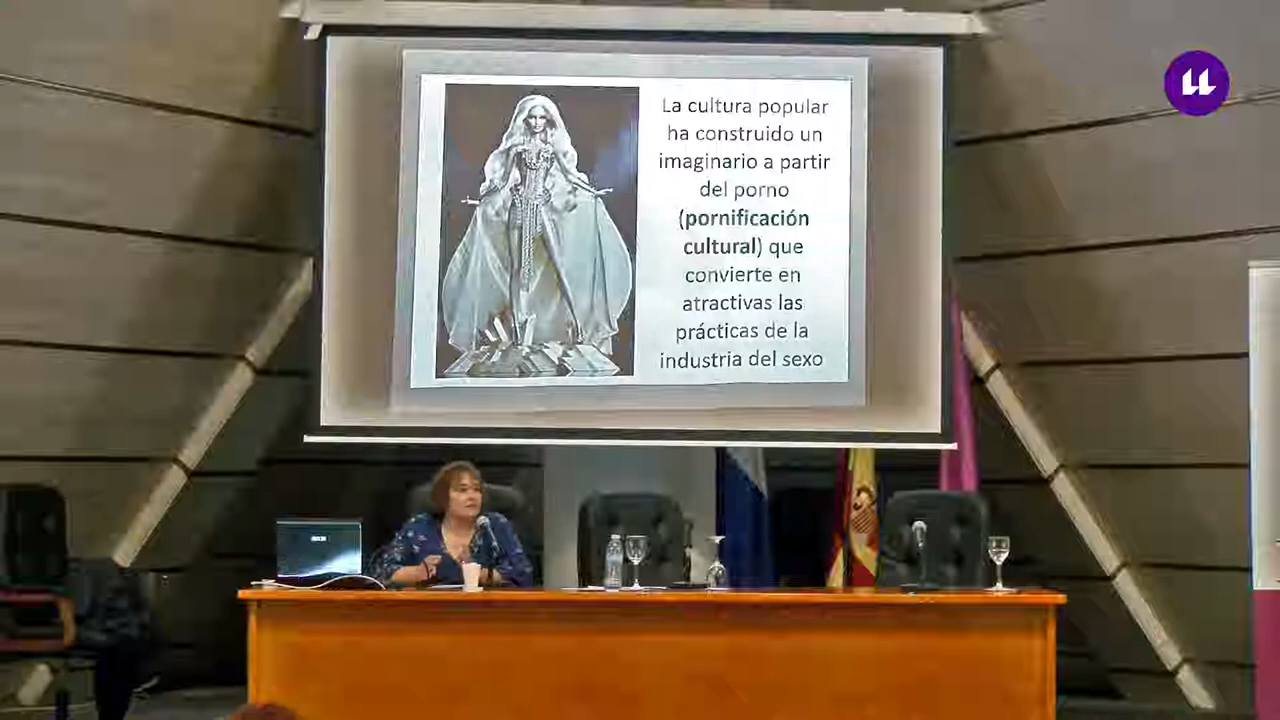 La cultura popular
ha construido un
imaginario a partir
del porno
(pornificación
cultural) que
convierte en
atractivas las
prácticas de la
industria del sexo